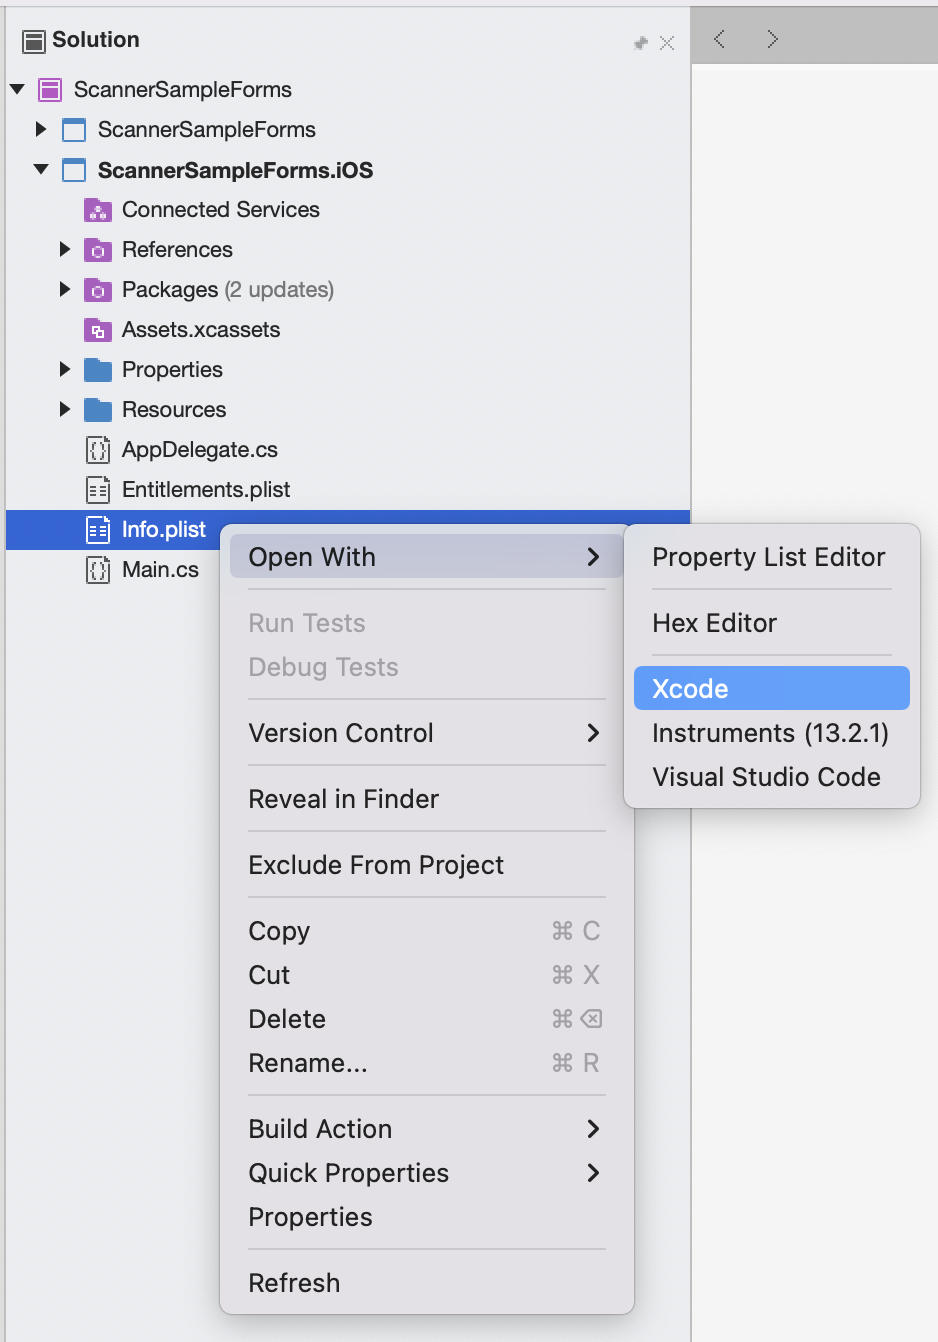 Solution
ScannerSampleForms
ScannerSampleForms
ScannerSampleForms.iOS
Connected Services
References
Packages (2 updates)
Assets.xcassets
Properties
Resources
AppDelegate.cs
Entitlements.plist
Info.plist
Main.cs
Open With
Run Tests
Debug Tests
Version Control
Reveal in Finder
Exclude From Project
Copy ⌘ C
Cut ⌘ X
Delete ⌘ ⌫
Rename... ⌘ R
Build Action
Quick Properties
Properties
Refresh
Property List Editor
Hex Editor
Xcode
Instruments (13.2.1)
Visual Studio Code